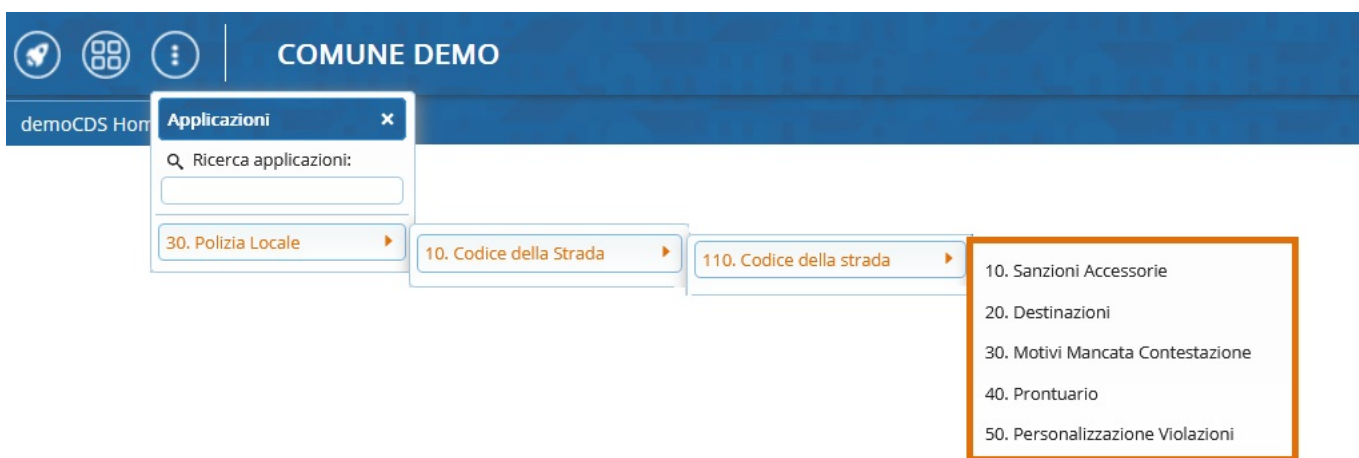 COMUNE DEMO
demoCDS Hom
Applicazioni
Ricerca applicazioni:
30. Polizia Locale
10. Codice della Strada
110. Codice della strada
10. Sanzioni Accessorie
20. Destinazioni
30. Motivi Mancata Contestazione
40. Prontuario
50. Personalizzazione Violazioni